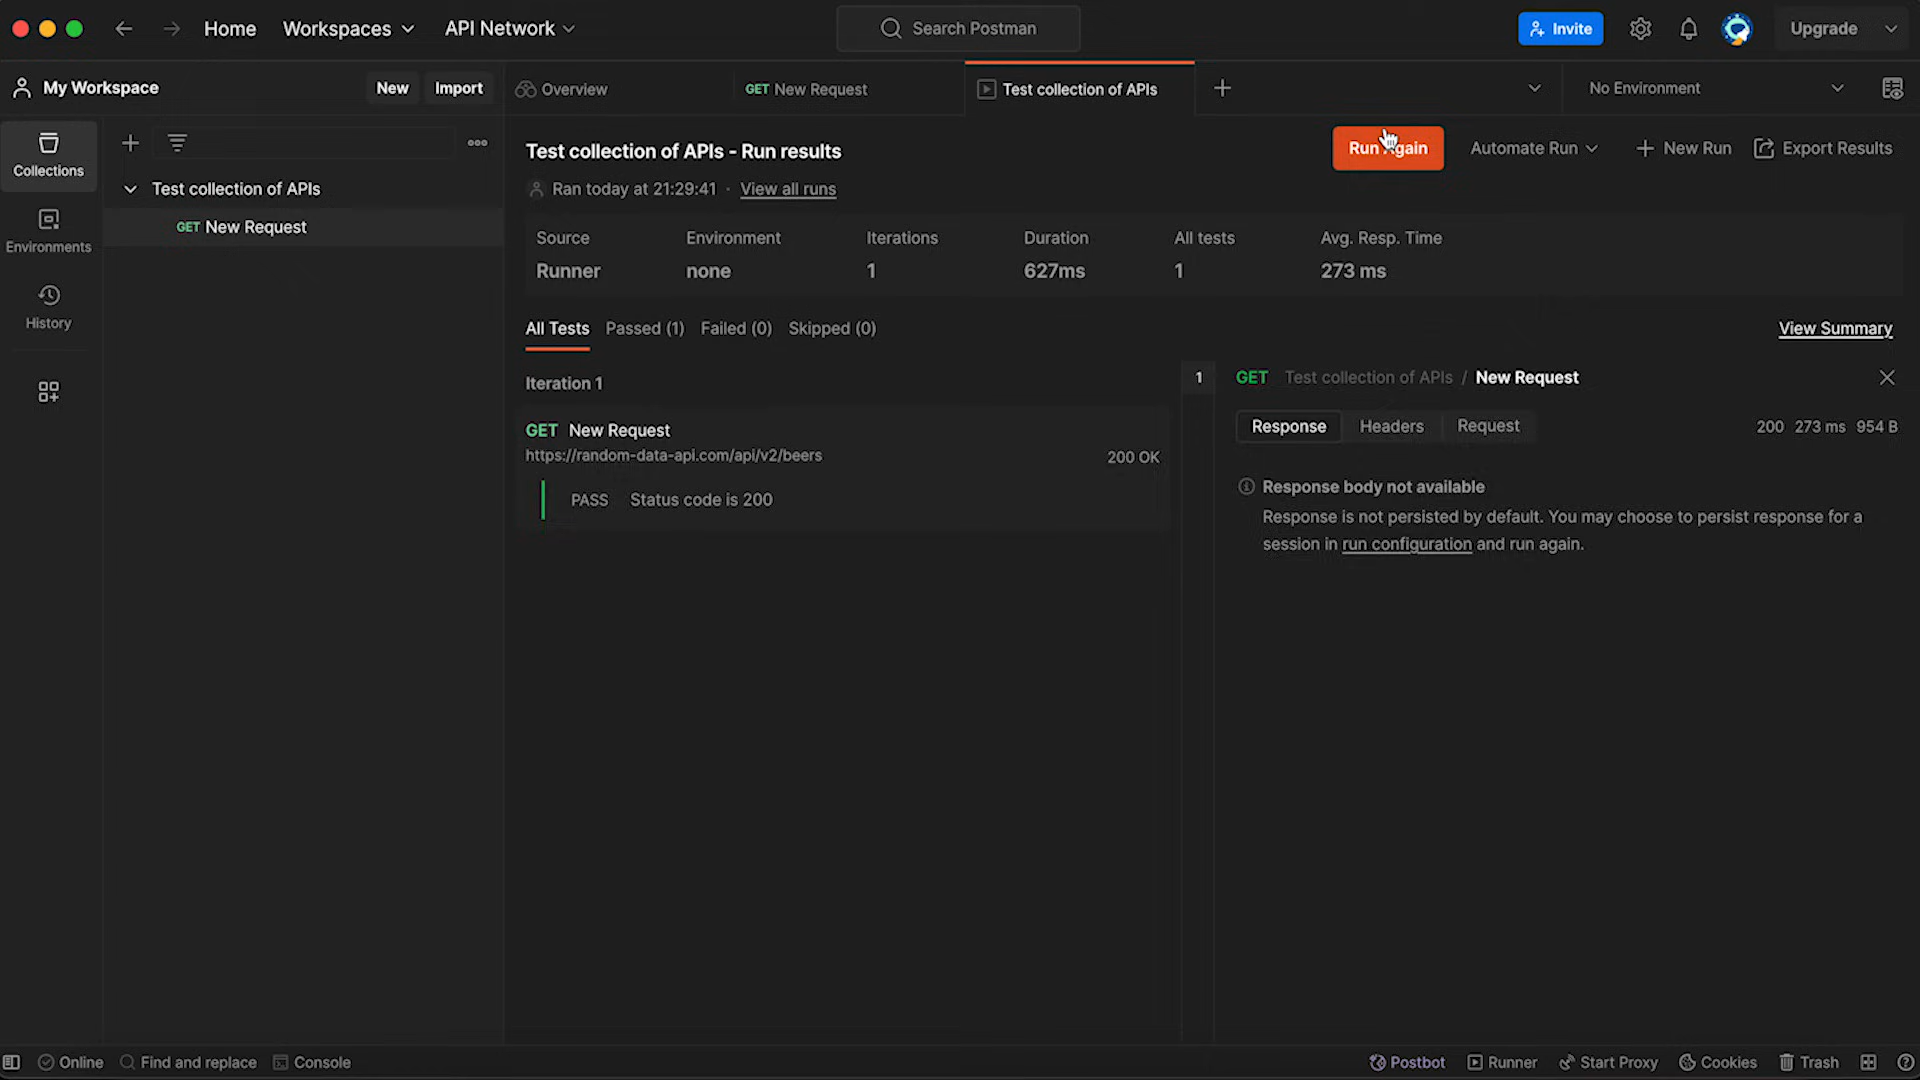 Home Workspaces API Network Search Postman Invite Upgrade
My Workspace New Import Overview GET New Request Test collection of APIs No Environment
Collections
Environments
History
Test collection of APIs
GET New Request
Test collection of APIs - Run results
Run Again Automate Run New Run Export Results
Ran today at 21:29:41 · View all runs
Source Environment Iterations Duration All tests Avg. Resp. Time
Runner none 1 627ms 1 273 ms
All Tests Passed (1) Failed (0) Skipped (0) View Summary
Iteration 1
GET New Request
https://random-data-api.com/api/v2/beers 200 OK
PASS Status code is 200
1
GET Test collection of APIs / New Request
Response Headers Request 200 273 ms 954 B
Response body not available
Response is not persisted by default. You may choose to persist response for a
session in run configuration and run again.
Online Find and replace Console Postbot Runner Start Proxy Cookies Trash